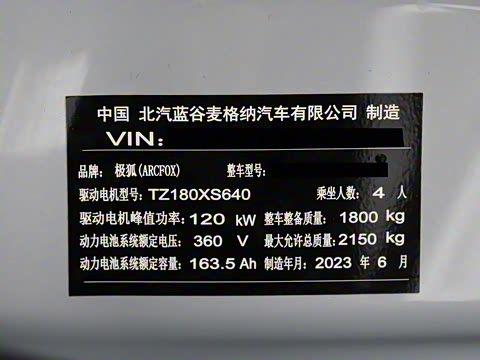 中国 北汽蓝谷麦格纳汽车有限公司 制造
VIN:
品牌: 极狐(ARCFOX) 整车型号:
驱动电机型号: TZ180XS640 乘坐人数: 4 人
驱动电机峰值功率: 120 kW 整车整备质量: 1800 kg
动力电池系统额定电压: 360 V 最大允许总质量: 2150 kg
动力电池系统额定容量: 163.5 Ah 制造年月: 2023 年 6 月